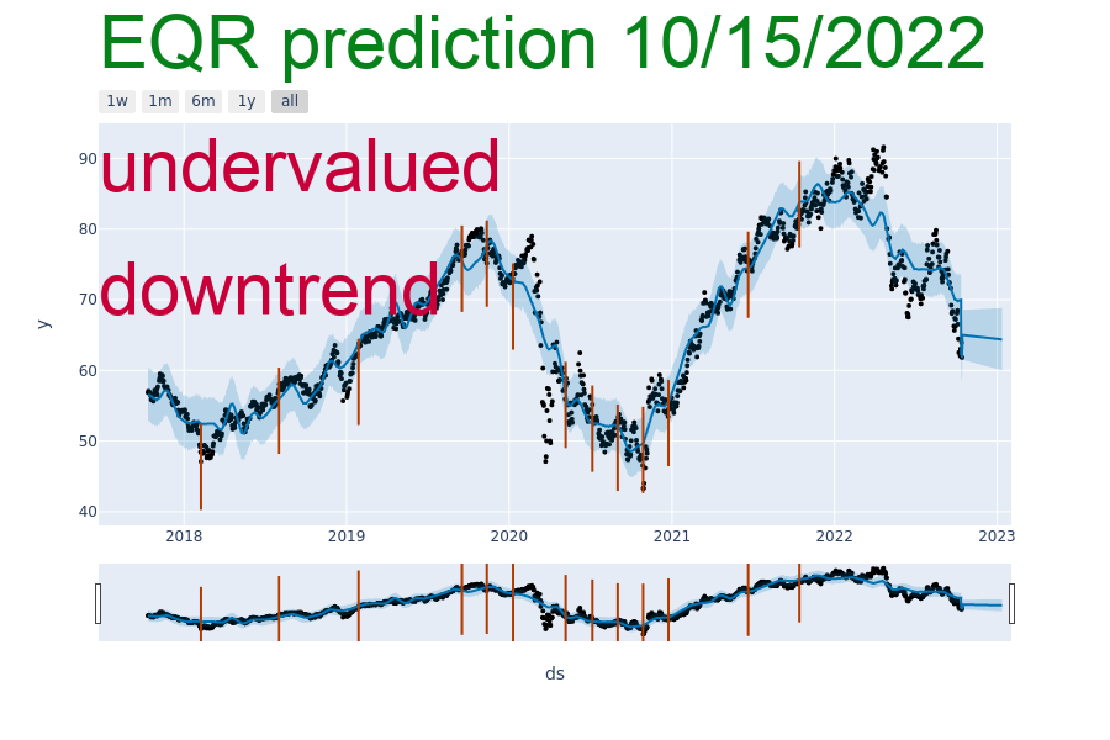 EQR prediction 10/15/2022
1w 1m 6m 1y all
undervalued
downtrend
90
80
70
60
50
40
y
2018 2019 2020 2021 2022 2023
ds